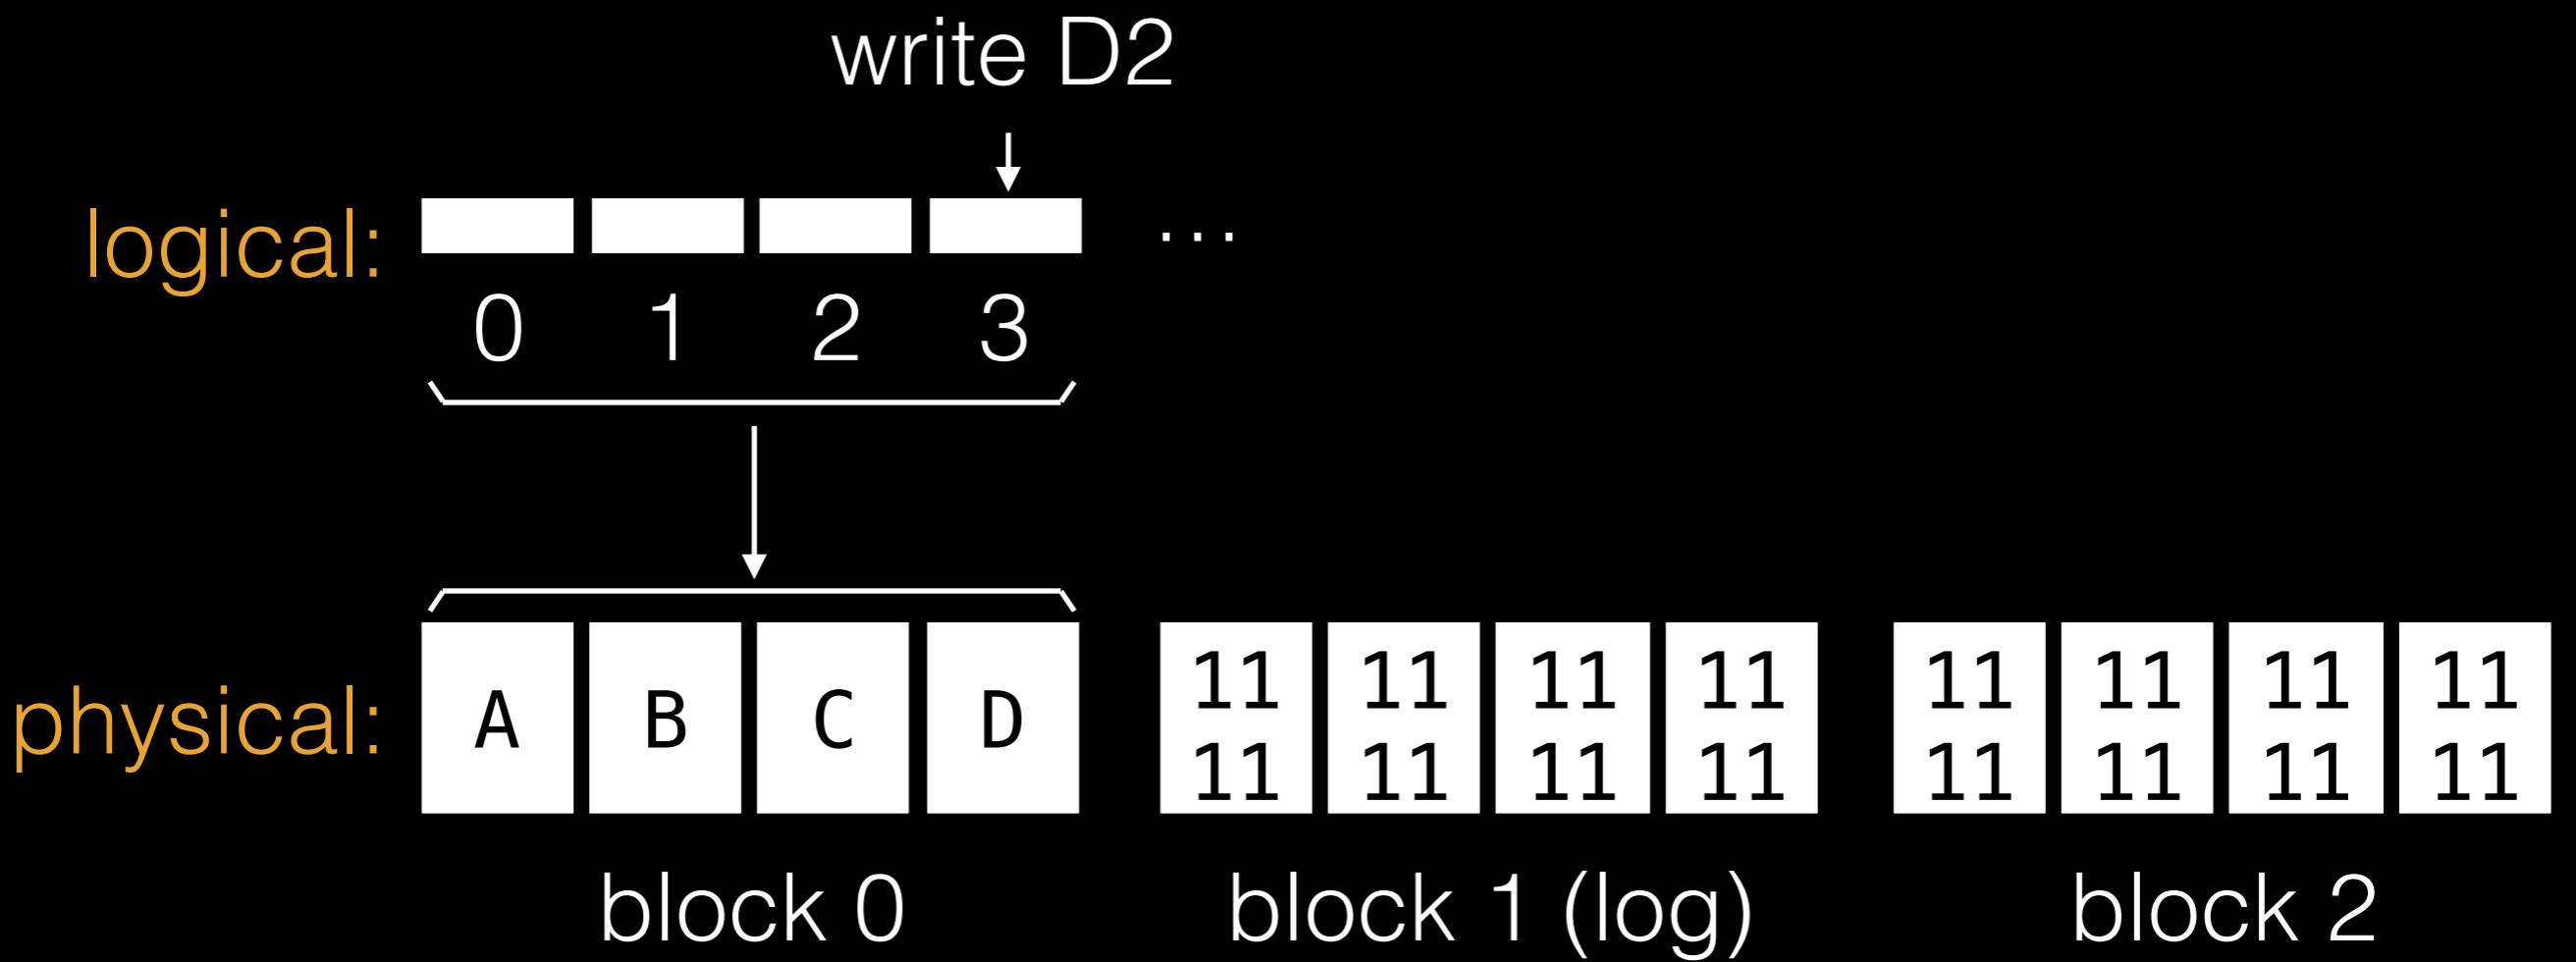 write D2
logical: ...
0 1 2 3
physical: A B C D 11 11 11 11 11 11 11 11
11 11 11 11 11 11 11 11
block 0 block 1 (log) block 2